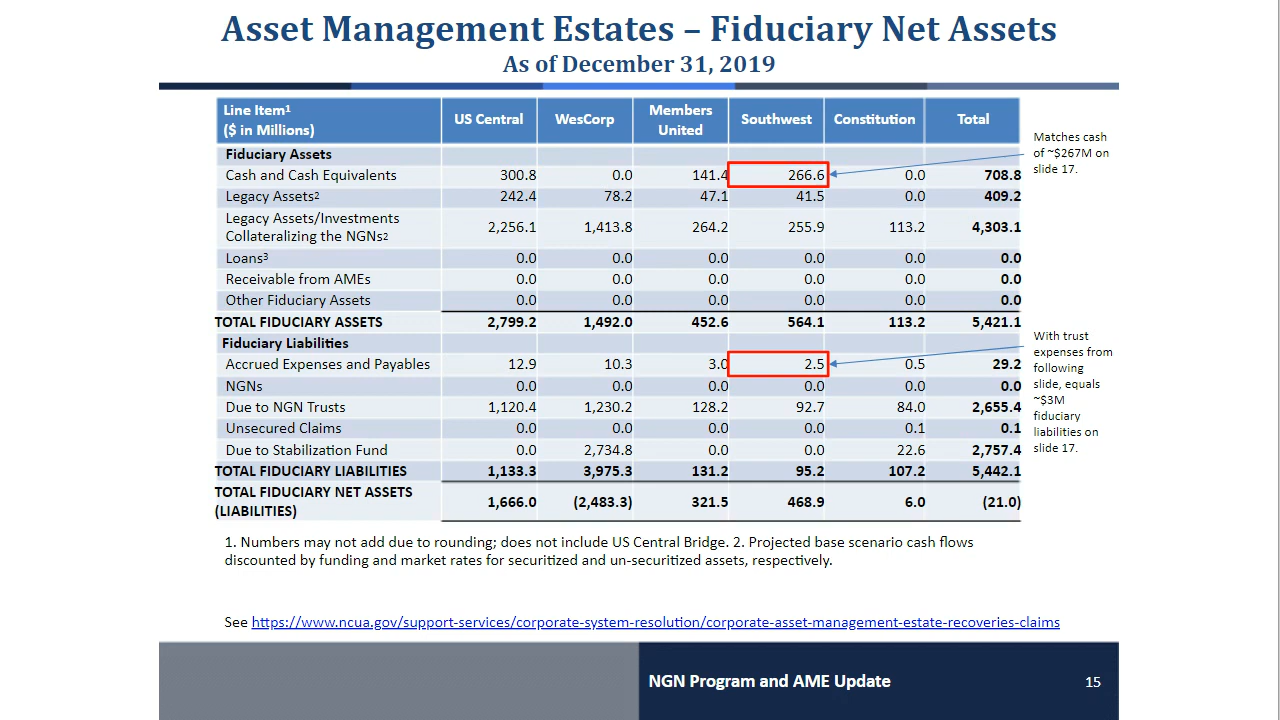 Asset Management Estates – Fiduciary Net Assets
As of December 31, 2019
Line Item1 ($ in Millions) US Central WesCorp Members United Southwest Constitution Total
Fiduciary Assets
Cash and Cash Equivalents 300.8 0.0 141.4 266.6 0.0 708.8
Legacy Assets2 242.4 78.2 47.1 41.5 0.0 409.2
Legacy Assets/Investments Collateralizing the NGNs2 2,256.1 1,413.8 264.2 255.9 113.2 4,303.1
Loans3 0.0 0.0 0.0 0.0 0.0 0.0
Receivable from AMEs 0.0 0.0 0.0 0.0 0.0 0.0
Other Fiduciary Assets 0.0 0.0 0.0 0.0 0.0 0.0
TOTAL FIDUCIARY ASSETS 2,799.2 1,492.0 452.6 564.1 113.2 5,421.1
Fiduciary Liabilities
Accrued Expenses and Payables 12.9 10.3 3.0 2.5 0.5 29.2
NGNs 0.0 0.0 0.0 0.0 0.0 0.0
Due to NGN Trusts 1,120.4 1,230.2 128.2 92.7 84.0 2,655.4
Unsecured Claims 0.0 0.0 0.0 0.0 0.1 0.1
Due to Stabilization Fund 0.0 2,734.8 0.0 0.0 22.6 2,757.4
TOTAL FIDUCIARY LIABILITIES 1,133.3 3,975.3 131.2 95.2 107.2 5,442.1
TOTAL FIDUCIARY NET ASSETS (LIABILITIES) 1,666.0 (2,483.3) 321.5 468.9 6.0 (21.0)
Matches cash
of ~$267M on
slide 17.
With trust
expenses from
following
slide, equals
~$3M
fiduciary
liabilities on
slide 17.
1. Numbers may not add due to rounding; does not include US Central Bridge. 2. Projected base scenario cash flows
discounted by funding and market rates for securitized and un-securitized assets, respectively.
See https://www.ncua.gov/support-services/corporate-system-resolution/corporate-asset-management-estate-recoveries-claims
NGN Program and AME Update
15